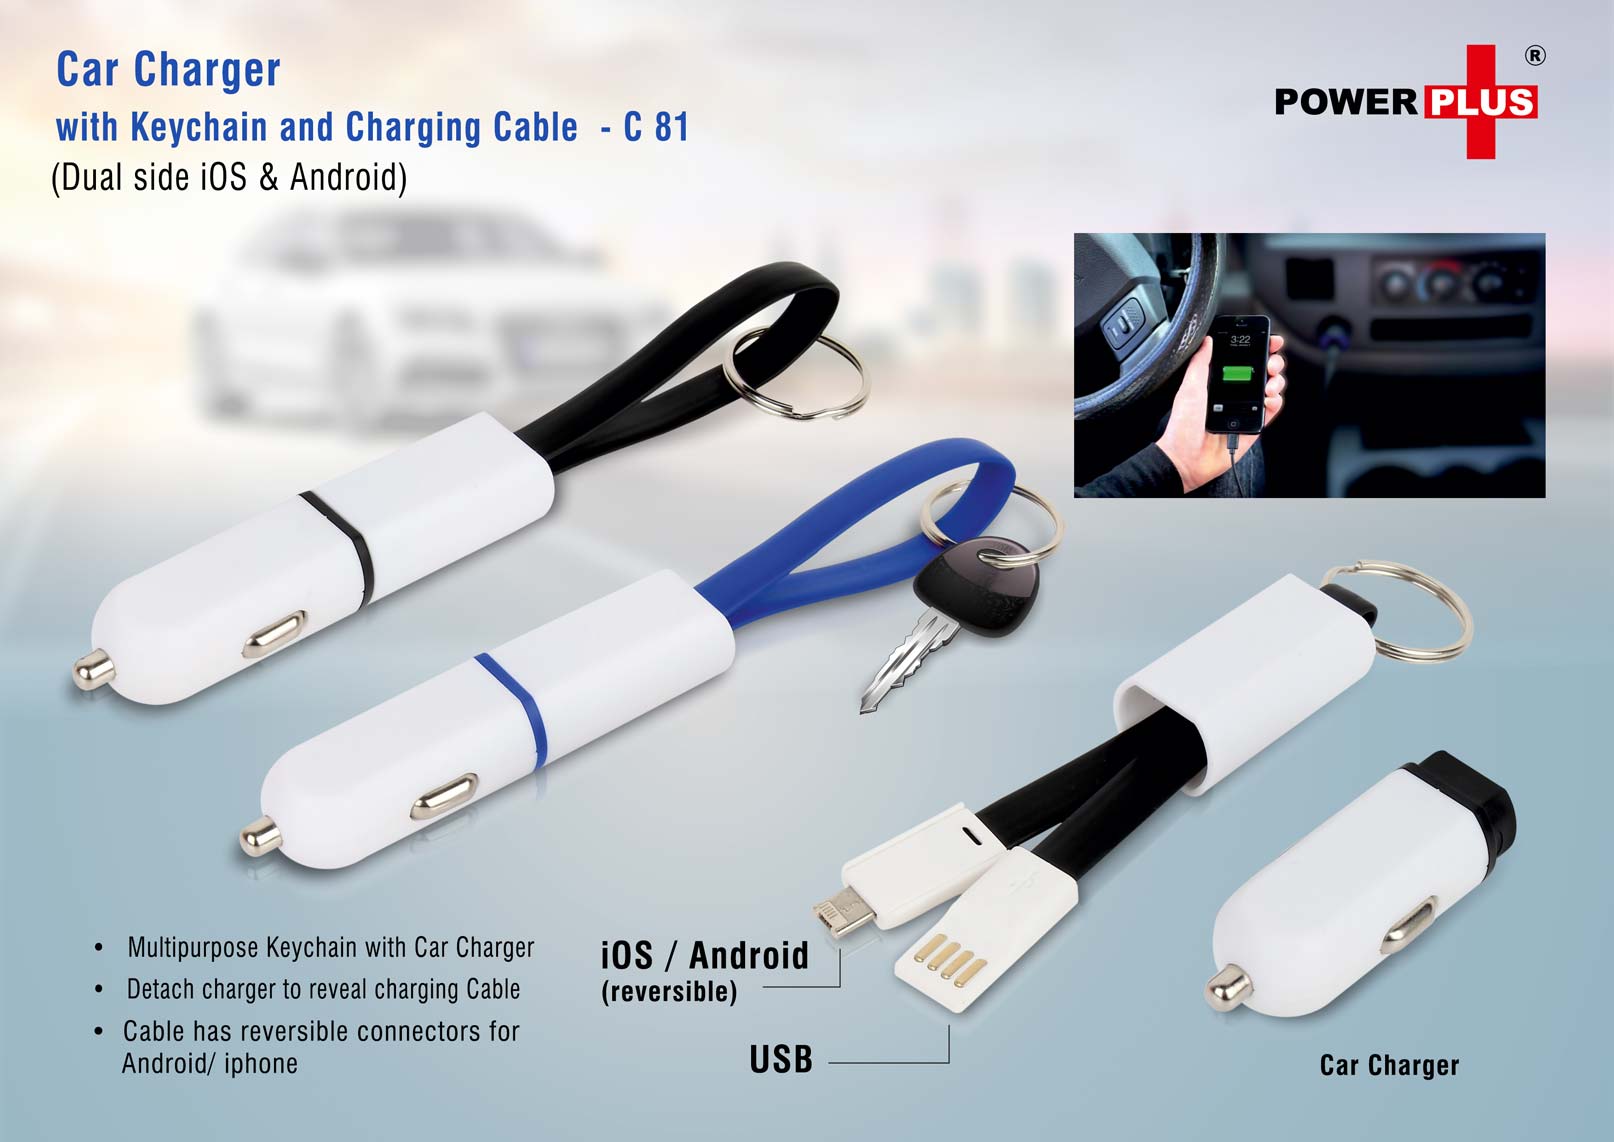 Car Charger
with Keychain and Charging Cable - C 81
(Dual side iOS & Android)
POWER PLUS ®
3:22
• Multipurpose Keychain with Car Charger
• Detach charger to reveal charging Cable
• Cable has reversible connectors for
Android/ iphone
iOS / Android
(reversible)
USB
Car Charger